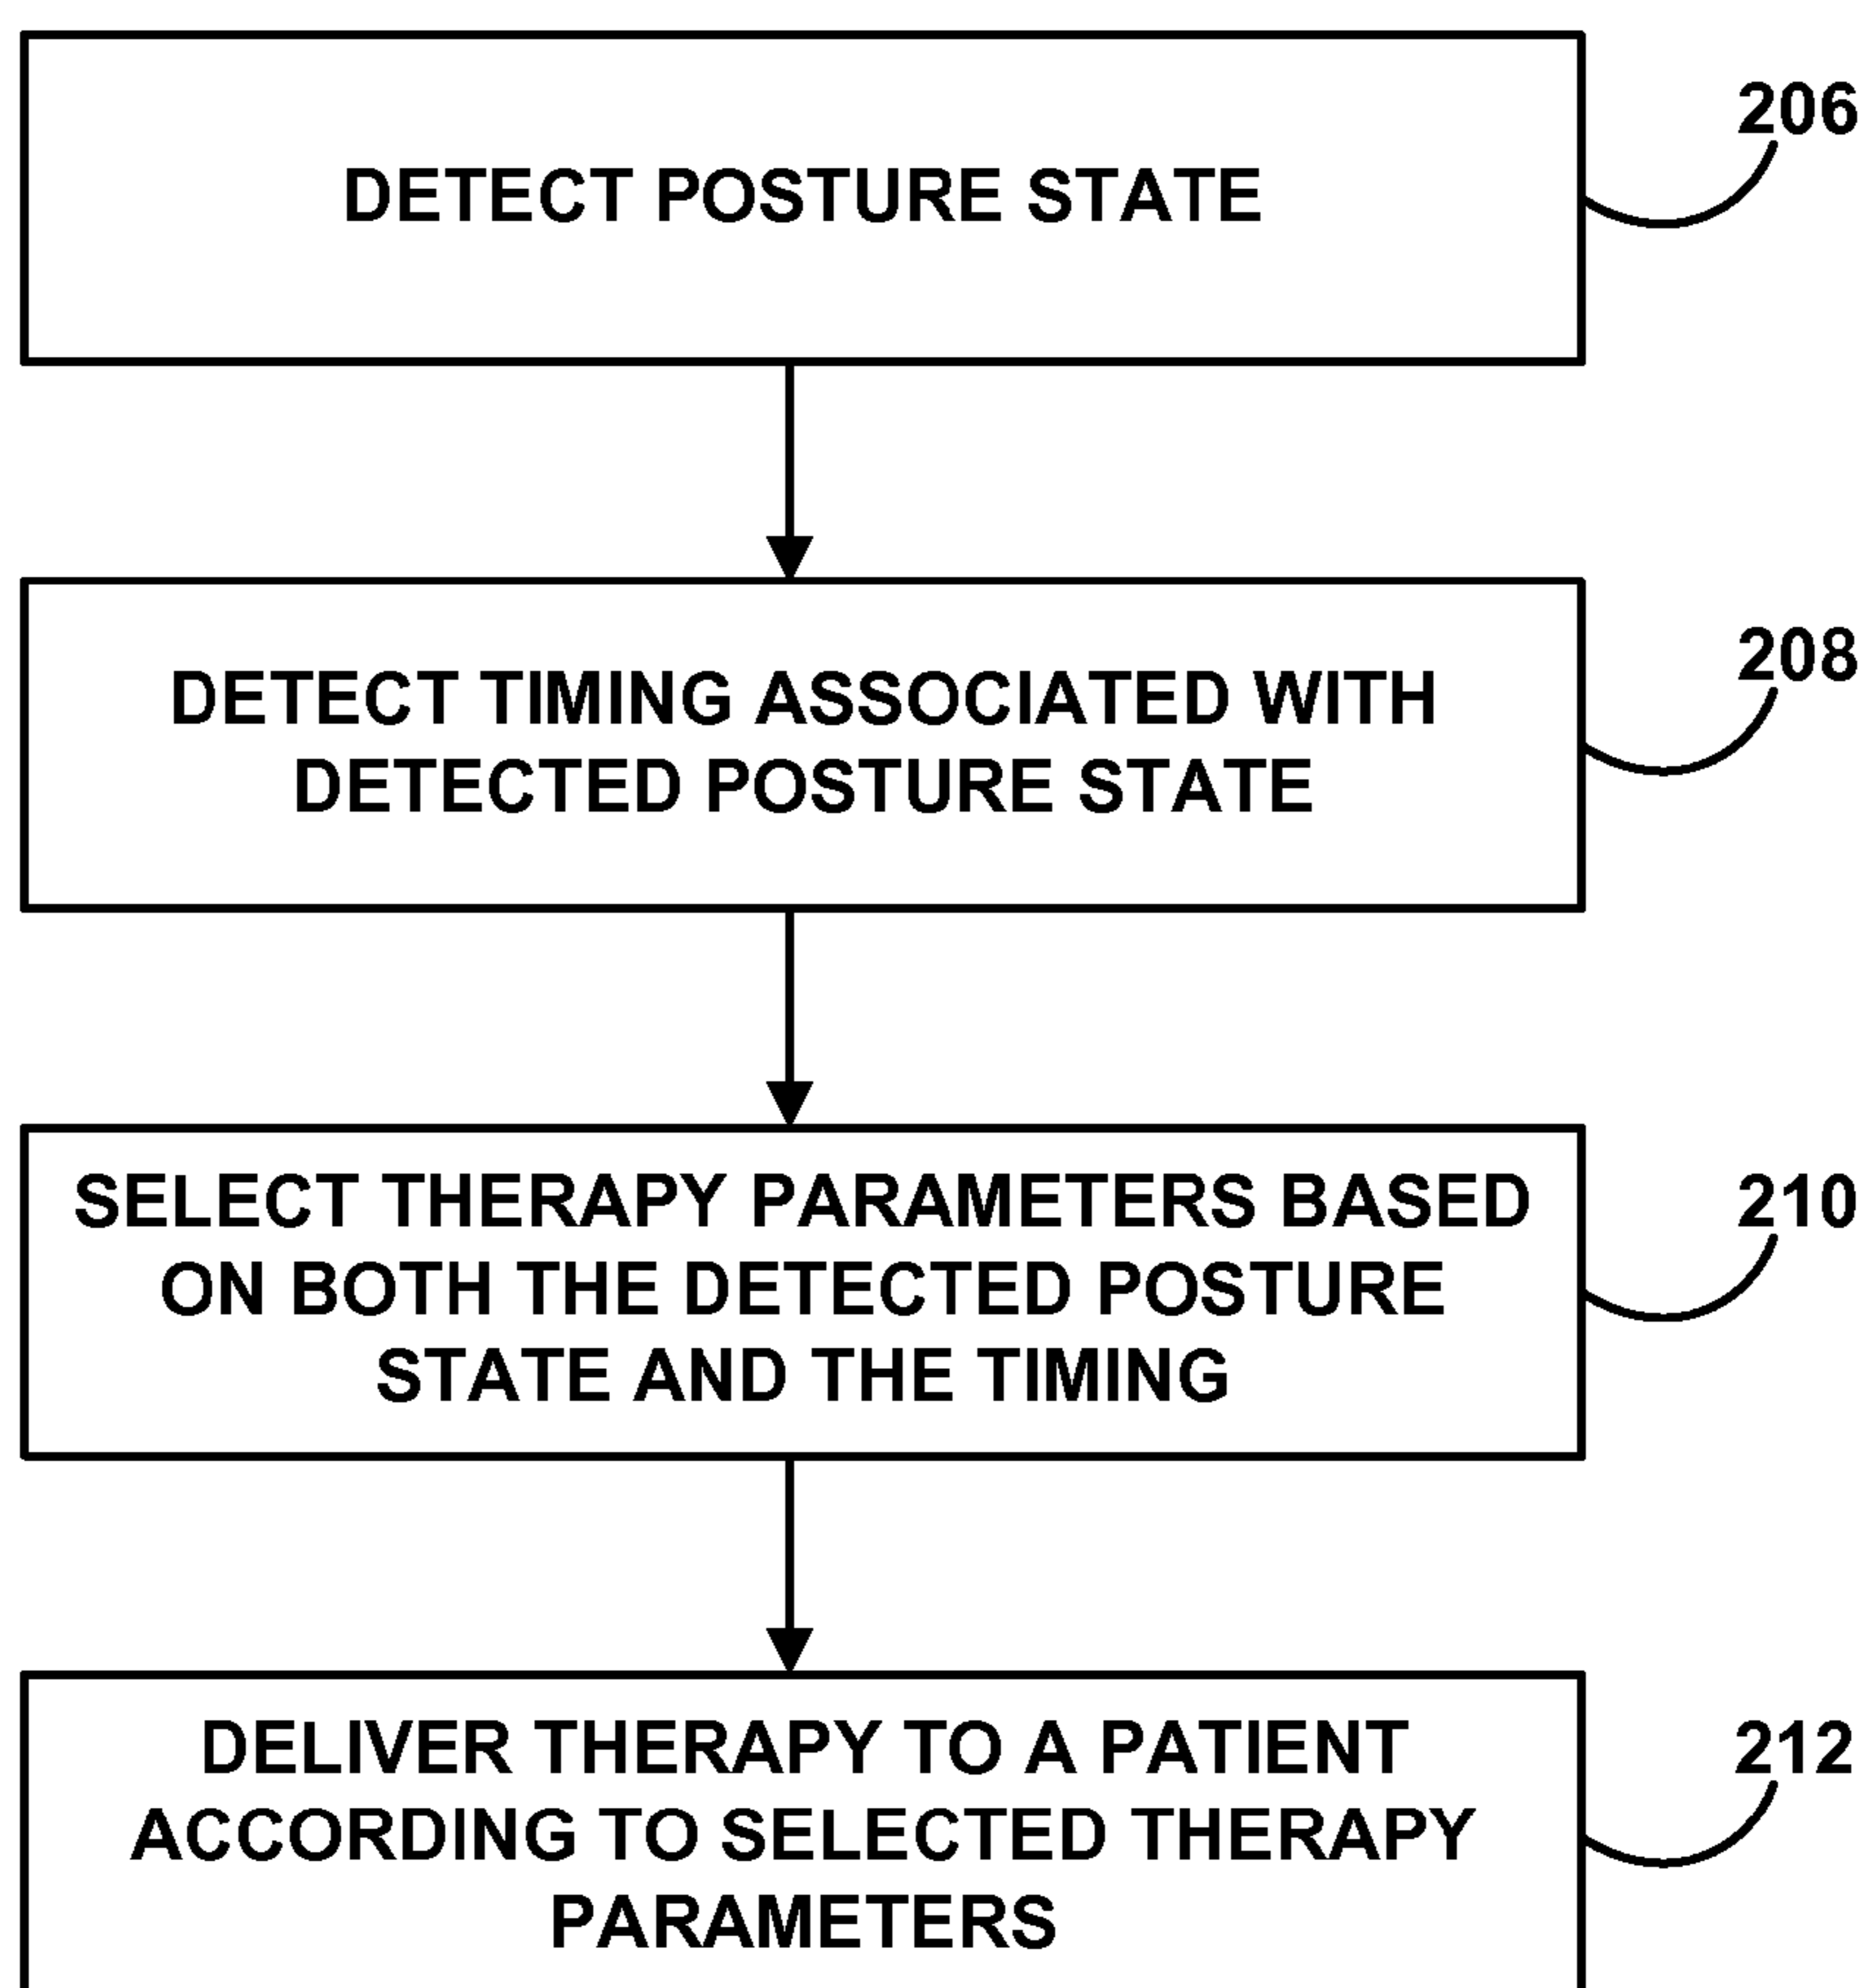 DETECT POSTURE STATE
206
DETECT TIMING ASSOCIATED WITH
DETECTED POSTURE STATE
208
SELECT THERAPY PARAMETERS BASED
ON BOTH THE DETECTED POSTURE
STATE AND THE TIMING
210
DELIVER THERAPY TO A PATIENT
ACCORDING TO SELECTED THERAPY
PARAMETERS
212